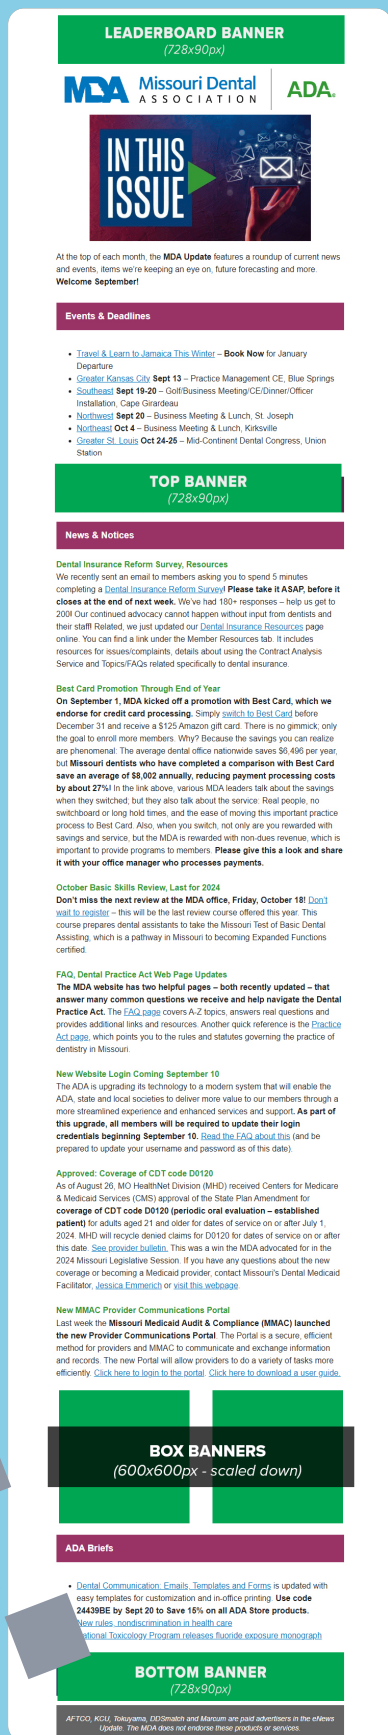 LEADERBOARD BANNER
(728x90px)
MDA Missouri Dental ADA.
ASSOCIATION
IN THIS
ISSUE
At the top of each month, the MDA Update features a roundup of current news
and events, items we're keeping an eye on, future forecasting and more.
Welcome September!
Events & Deadlines
• Travel & Learn to Jamaica This Winter – Book Now for January
Departure
• Greater Kansas City Sept 13 – Practice Management CE, Blue Springs
• Southeast Sept 19-20 – Golf/Business Meeting/CE/Dinner/Officer
Installation, Cape Girardeau
• Northwest Sept 20 – Business Meeting & Lunch, St. Joseph
• Northeast Oct 4 – Business Meeting & Lunch, Kirksville
• Greater St. Louis Oct 24-25 – Mid-Continent Dental Congress, Union
Station
TOP BANNER
(728x90px)
News & Notices
Dental Insurance Reform Survey, Resources
We recently sent an email to members asking you to spend 5 minutes
completing a Dental Insurance Reform Survey! Please take it ASAP, before it
closes at the end of next week. We've had 180+ responses – help us get to
200! Our continued advocacy cannot happen without input from dentists and
their staff! Related, we just updated our Dental Insurance Resources page
online. You can find a link under the Member Resources tab. It includes
resources for issues/complaints, details about using the Contract Analysis
Service and Topics/FAQs related specifically to dental insurance.
Best Card Promotion Through End of Year
On September 1, MDA kicked off a promotion with Best Card, which we
endorse for credit card processing. Simply switch to Best Card before
December 31 and receive a $125 Amazon gift card. There is no gimmick; only
the goal to enroll more members. Why? Because the savings you can realize
are phenomenal: The average dental office nationwide saves $6,496 per year,
but Missouri dentists who have completed a comparison with Best Card
save an average of $8,002 annually, reducing payment processing costs
by about 27%! In the link above, various MDA leaders talk about the savings
when they switched; but they also talk about the service: Real people, no
switchboard or long hold times, and the ease of moving this important practice
process to Best Card. Also, when you switch, not only are you rewarded with
savings and service, but the MDA is rewarded with non-dues revenue, which is
important to provide programs to members. Please give this a look and share
it with your office manager who processes payments.
October Basic Skills Review, Last for 2024
Don't miss the next review at the MDA office, Friday, October 18! Don't
wait to register – this will be the last review course offered this year. This
course prepares dental assistants to take the Missouri Test of Basic Dental
Assisting, which is a pathway in Missouri to becoming Expanded Functions
certified.
FAQ, Dental Practice Act Web Page Updates
The MDA website has two helpful pages – both recently updated – that
answer many common questions we receive and help navigate the Dental
Practice Act. The FAQ page covers A-Z topics, answers real questions and
provides additional links and resources. Another quick reference is the Practice
Act page, which points you to the rules and statutes governing the practice of
dentistry in Missouri.
New Website Login Coming September 10
The ADA is upgrading its technology to a modern system that will enable the
ADA, state and local societies to deliver more value to our members through a
more streamlined experience and enhanced services and support. As part of
this upgrade, all members will be required to update their login
credentials beginning September 10. Read the FAQ about this (and be
prepared to update your username and password as of this date).
Approved: Coverage of CDT code D0120
As of August 26, MO HealthNet Division (MHD) received Centers for Medicare
& Medicaid Services (CMS) approval of the State Plan Amendment for
coverage of CDT code D0120 (periodic oral evaluation – established
patient) for adults aged 21 and older for dates of service on or after July 1,
2024. MHD will recycle denied claims for D0120 for dates of service on or after
this date. See provider bulletin. This was a win the MDA advocated for in the
2024 Missouri Legislative Session. If you have any questions about the new
coverage or becoming a Medicaid provider, contact Missouri's Dental Medicaid
Facilitator, Jessica Emmerich or visit this webpage.
New MMAC Provider Communications Portal
Last week the Missouri Medicaid Audit & Compliance (MMAC) launched
the new Provider Communications Portal. The Portal is a secure, efficient
method for providers and MMAC to communicate and exchange information
and records. The new Portal will allow providers to do a variety of tasks more
efficiently. Click here to login to the portal. Click here to download a user guide.
BOX BANNERS
(600x600px - scaled down)
ADA Briefs
• Dental Communication: Emails, Templates and Forms is updated with
easy templates for customization and in-office printing. Use code
24439BE by Sept 20 to Save 15% on all ADA Store products.
New rules, nondiscrimination in health care
Toxicology Program releases fluoride exposure monograph
BOTTOM BANNER
(728x90px)
AFTCO, KCU, Tokuyama, DDSmatch and Marcum are paid advertisers in the eNews
Update. The MDA does not endorse these products or services.